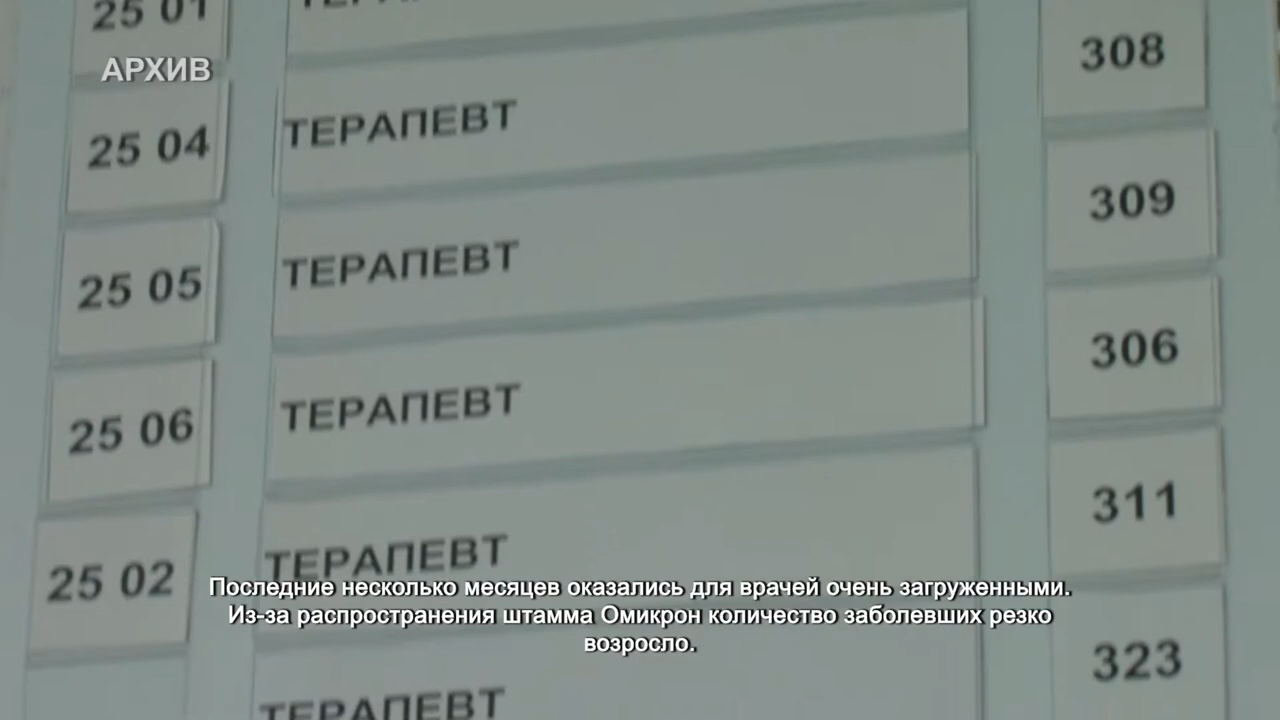 25 01
АРХИВ
308
25 04 ТЕРАПЕВТ
309
25 05 ТЕРАПЕВТ
306
25 06 ТЕРАПЕВТ
311
25 02 ТЕРАПЕВТ
Последние несколько месяцев оказались для врачей очень загруженными.
Из-за распространения штамма Омикрон количество заболевших резко
возросло.
323
ТЕРАПЕВТ